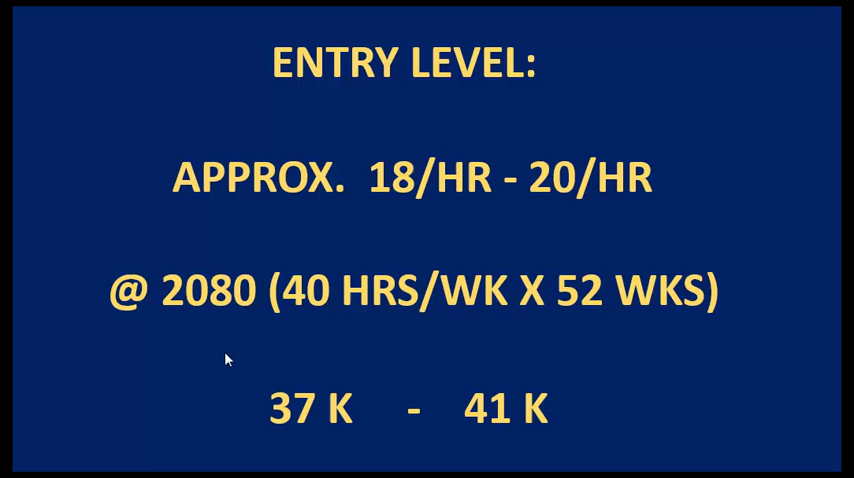 ENTRY LEVEL:
APPROX. 18/HR - 20/HR
@ 2080 (40 HRS/WK X 52 WKS)
37 K - 41 K